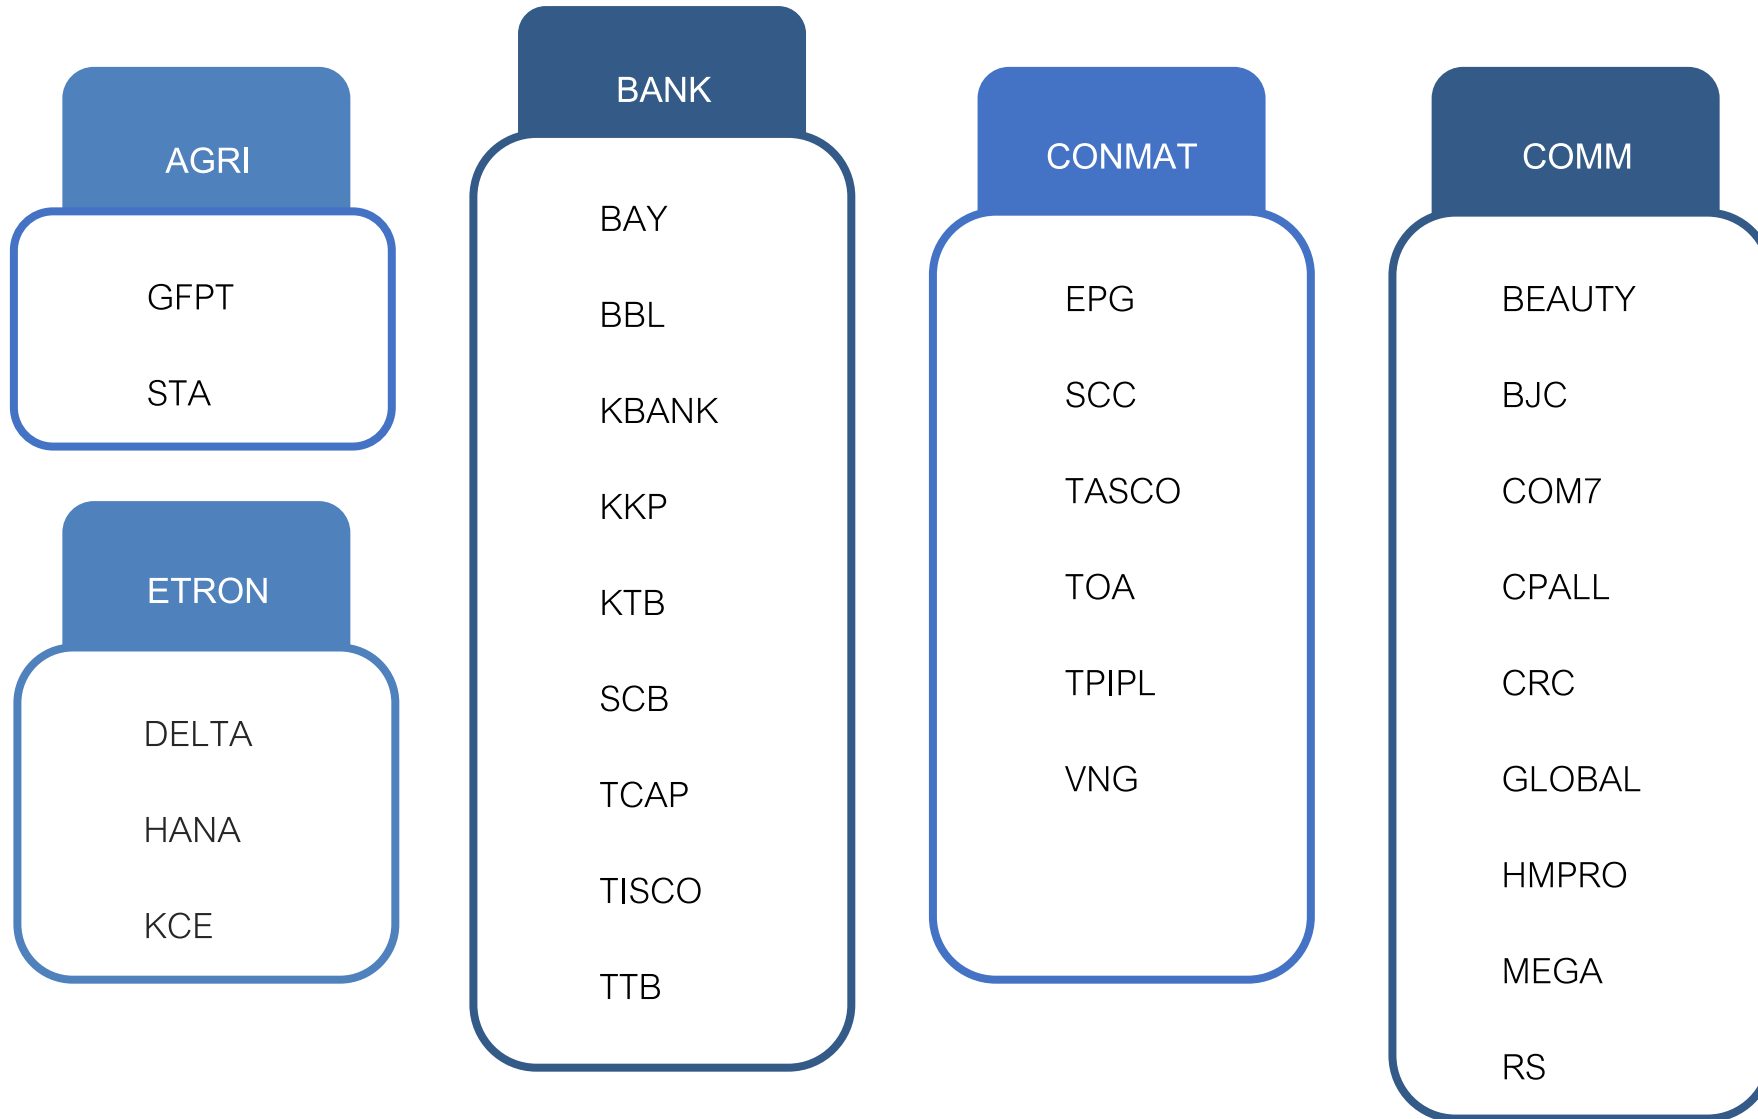 AGRI
GFPT
STA
ETRON
DELTA
HANA
KCE
BANK
BAY
BBL
KBANK
KKP
KTB
SCB
TCAP
TISCO
TTB
CONMAT
EPG
SCC
TASCO
TOA
TPIPL
VNG
COMM
BEAUTY
BJC
COM7
CPALL
CRC
GLOBAL
HMPRO
MEGA
RS